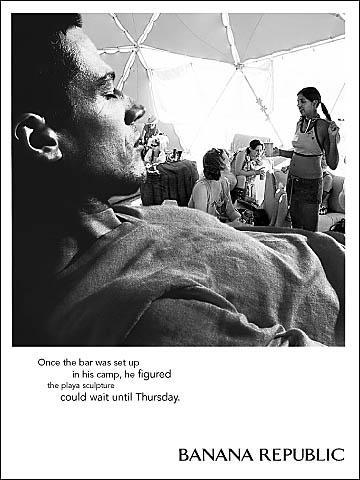 Once the bar was set up
in his camp, he figured
the playa sculpture
could wait until Thursday.
BANANA REPUBLIC